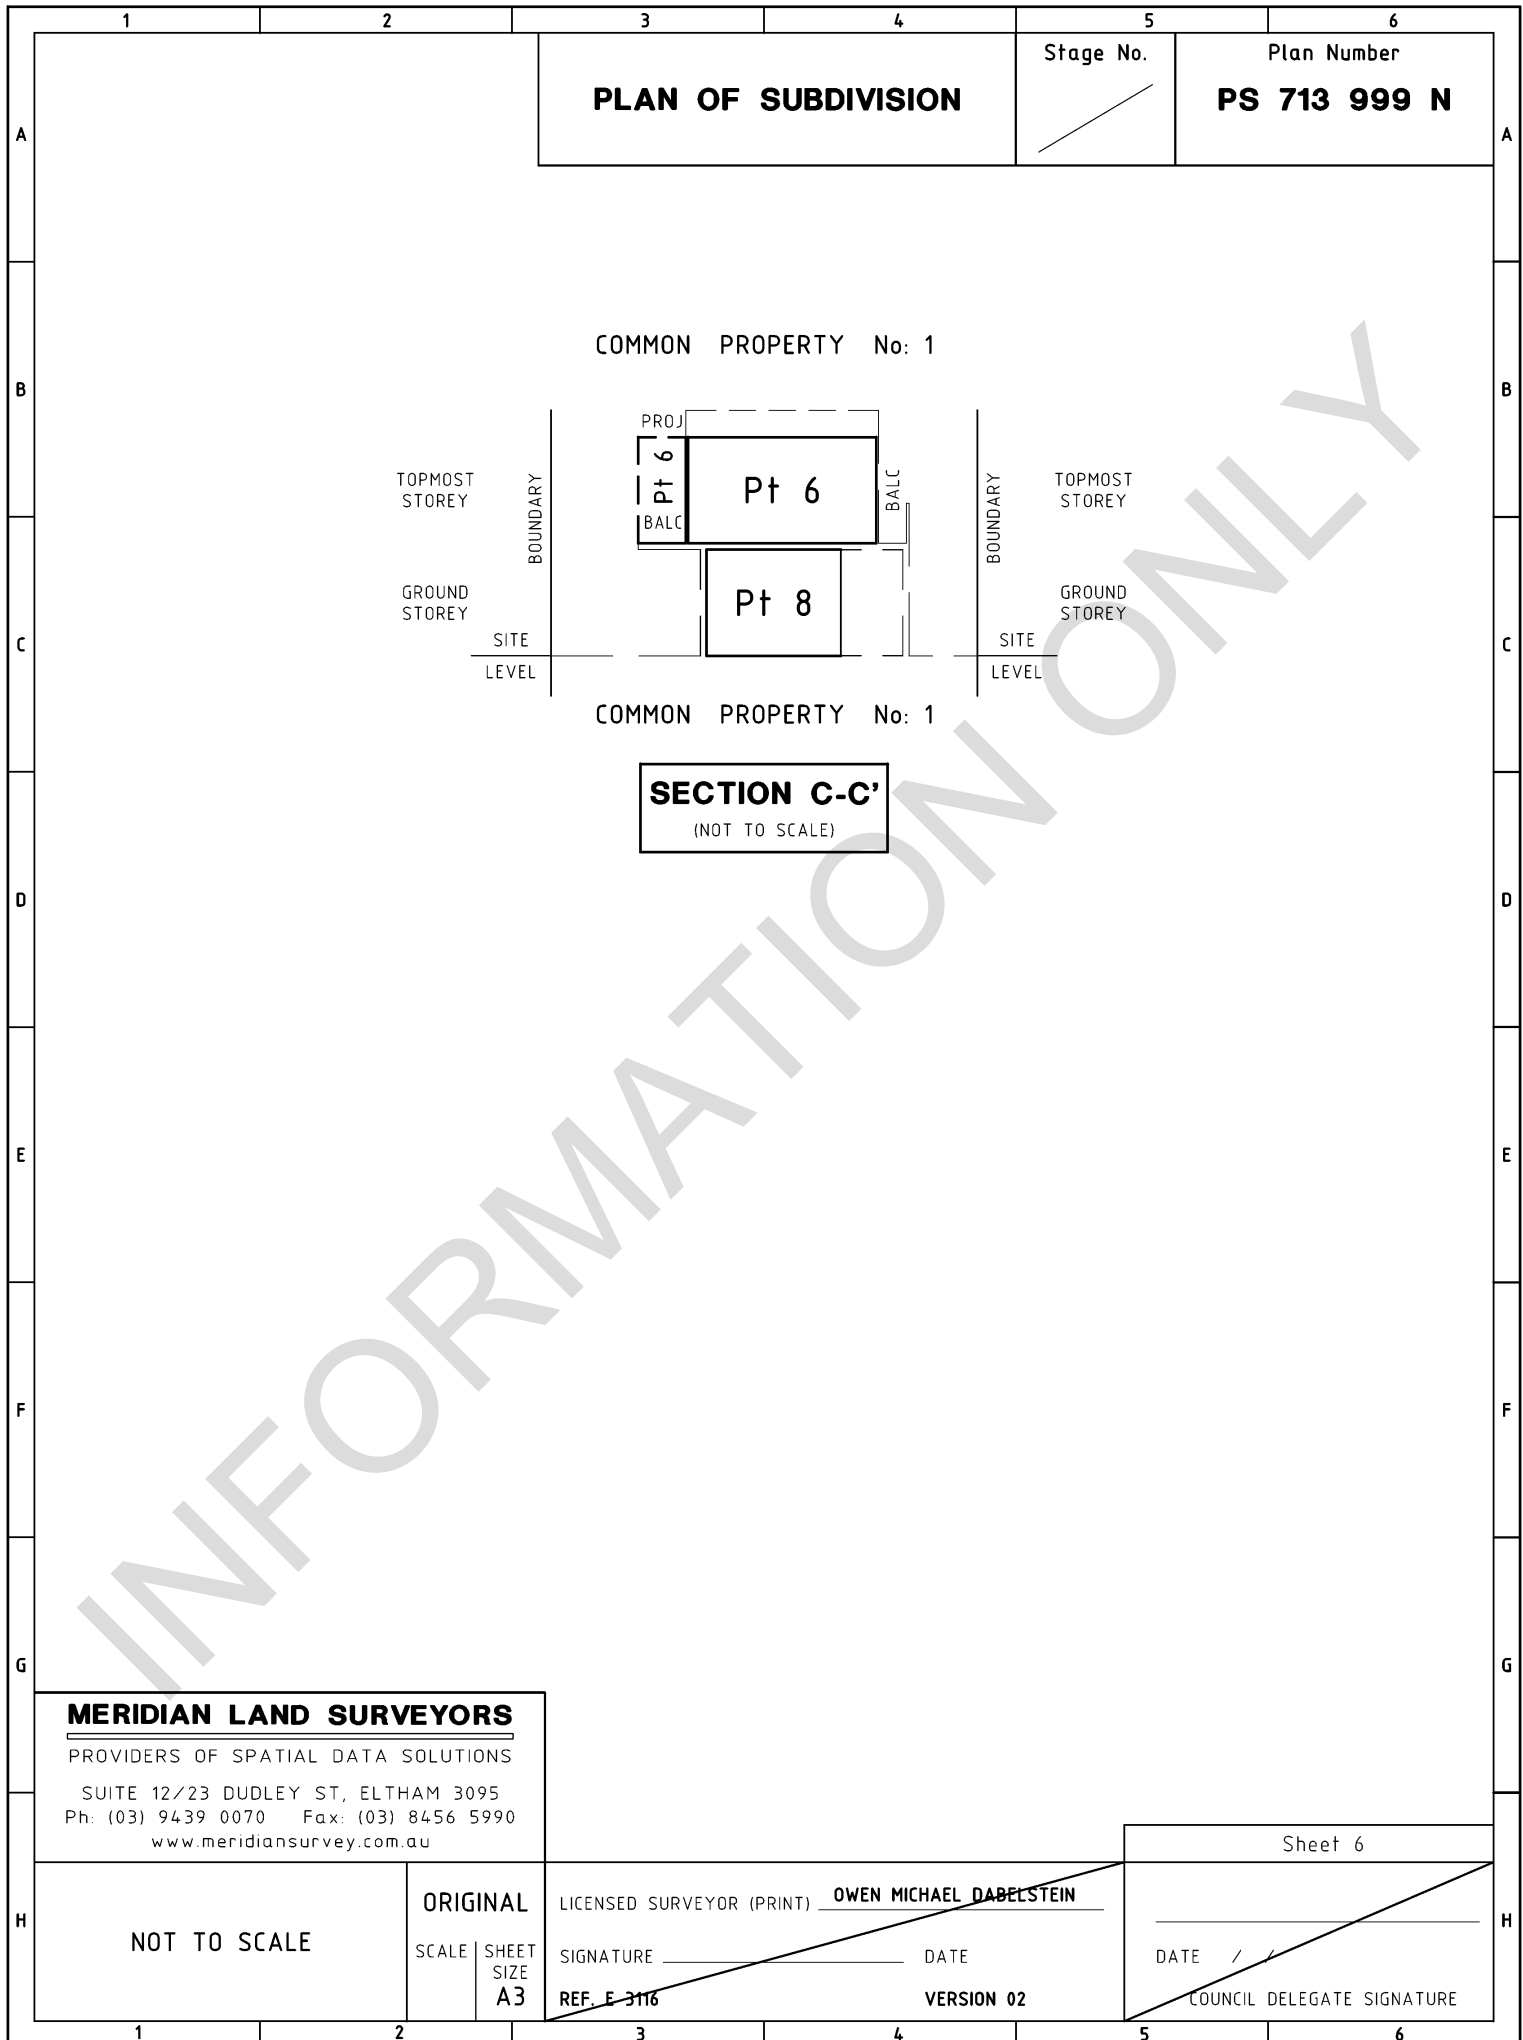 1 2 3 4 5 6
PLAN OF SUBDIVISION
Stage No.
Plan Number
PS 713 999 N
A A
COMMON PROPERTY No: 1
B B
PROJ
TOPMOST
STOREY
BOUNDARY
Pt 6
BALC
Pt 6
BALC
BOUNDARY
TOPMOST
STOREY
GROUND
STOREY
Pt 8
GROUND
STOREY
C C
SITE
LEVEL
SITE
LEVEL
COMMON PROPERTY No: 1
SECTION C-C'
(NOT TO SCALE)
D D
INFORMATION ONLY
E E
F F
G G
MERIDIAN LAND SURVEYORS
PROVIDERS OF SPATIAL DATA SOLUTIONS
SUITE 12/23 DUDLEY ST, ELTHAM 3095
Ph: (03) 9439 0070 Fax: (03) 8456 5990
www.meridiansurvey.com.au
Sheet 6
H H
NOT TO SCALE
ORIGINAL
SCALE
SHEET
SIZE
A3
LICENSED SURVEYOR (PRINT) OWEN MICHAEL DABELSTEIN
SIGNATURE DATE
REF. E 3116 VERSION 02
DATE / /
COUNCIL DELEGATE SIGNATURE
1 2 3 4 5 6